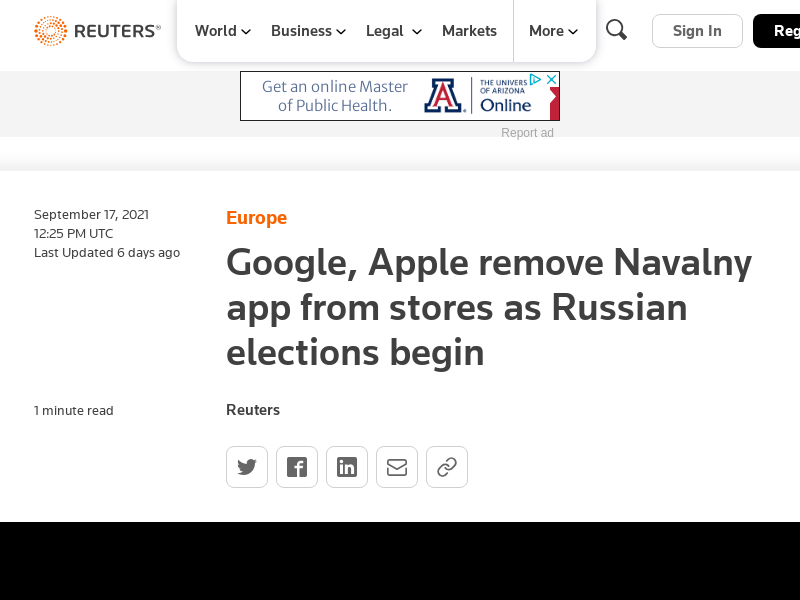 REUTERS®
World
Business
Legal
Markets
More
Sign In
Reg
Get an online Master
of Public Health.
THE UNIVERS
OF ARIZONA
Online
Report ad
September 17, 2021
12:25 PM UTC
Last Updated 6 days ago
Europe
Google, Apple remove Navalny
app from stores as Russian
elections begin
1 minute read
Reuters